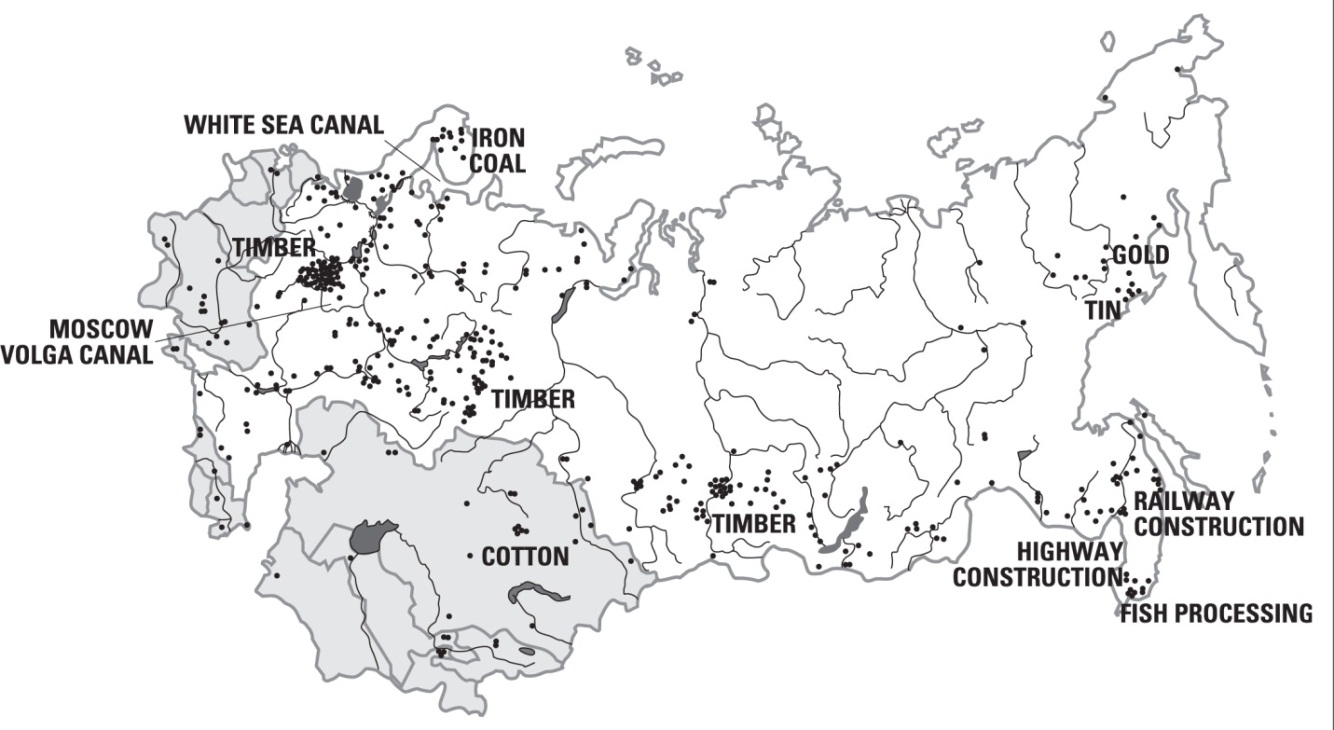 WHITE SEA CANAL
IRON
COAL
TIMBER
GOLD
TIN
MOSCOW
VOLGA CANAL
TIMBER
TIMBER
COTTON
RAILWAY
CONSTRUCTION
HIGHWAY
CONSTRUCTION
FISH PROCESSING